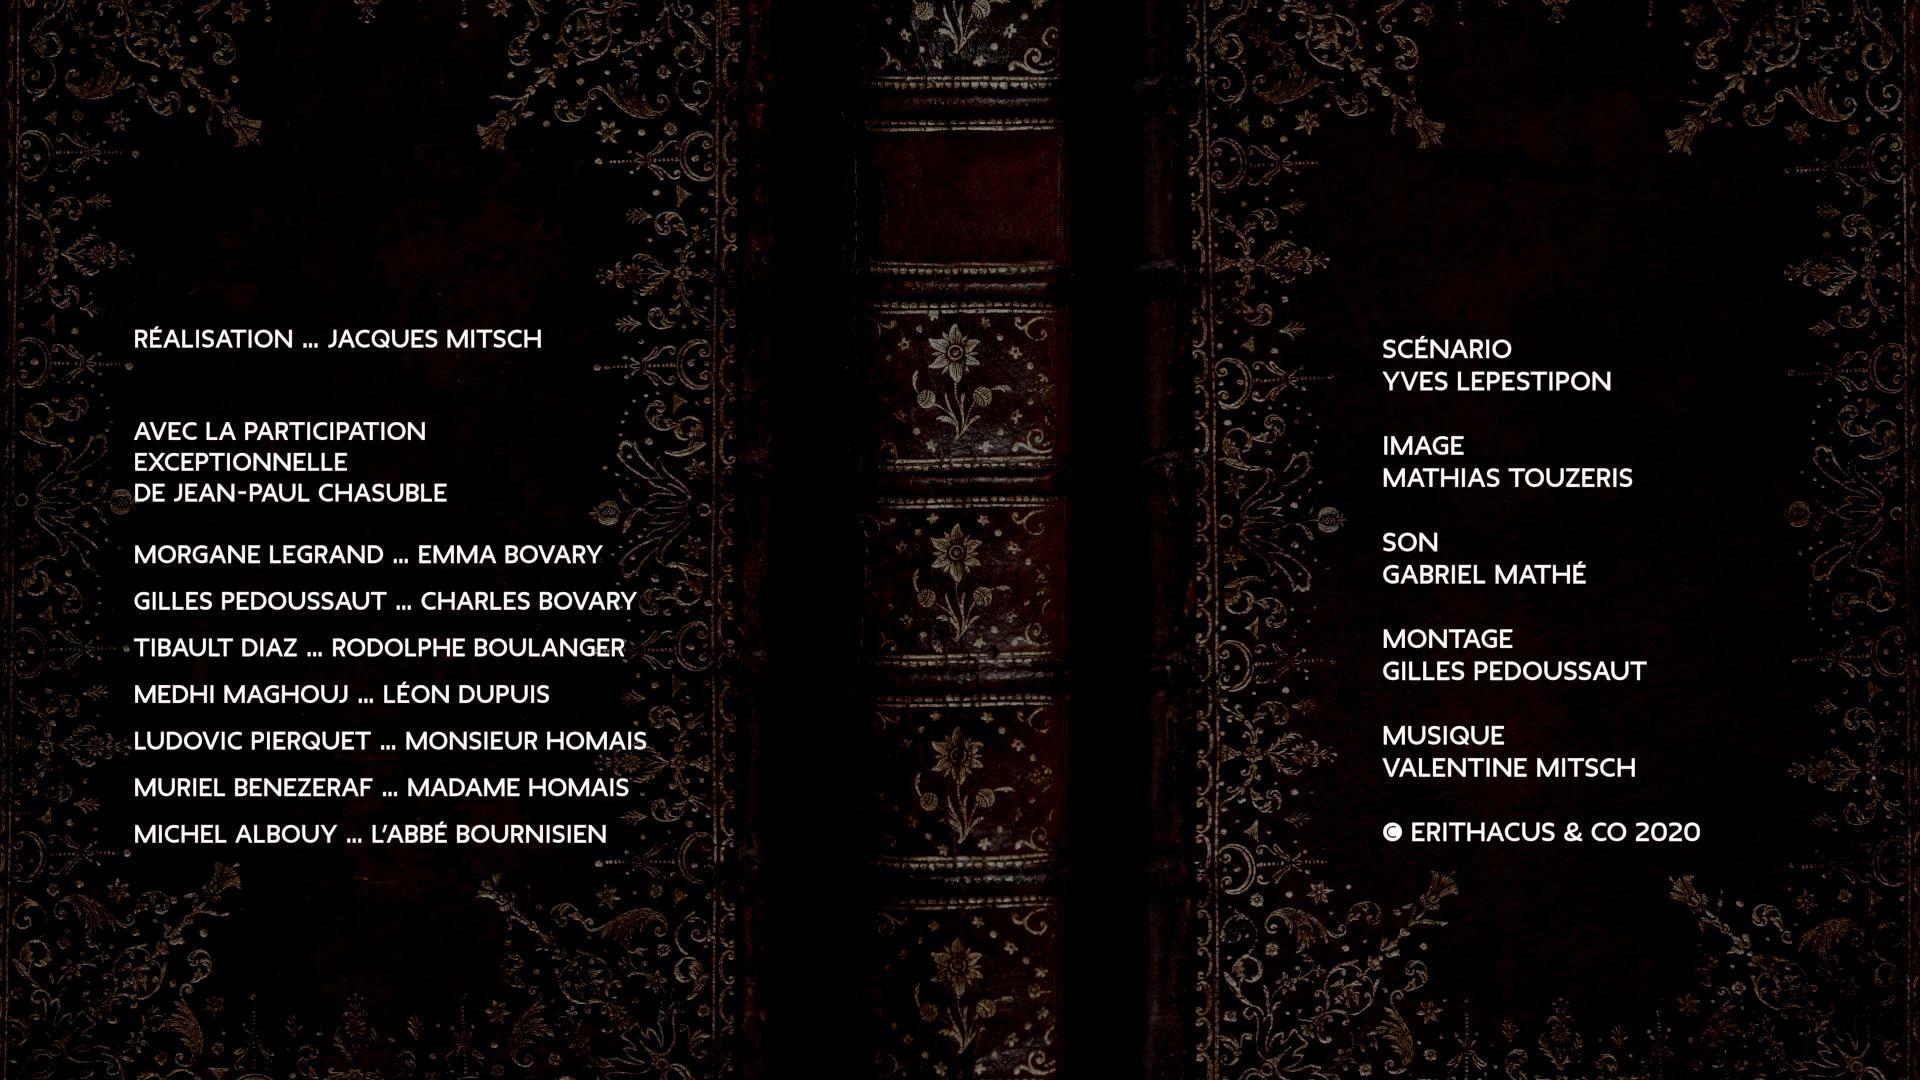 RÉALISATION ... JACQUES MITSCH
AVEC LA PARTICIPATION
EXCEPTIONNELLE
DE JEAN-PAUL CHASUBLE
MORGANE LEGRAND ... EMMA BOVARY
GILLES PEDOUSSAUT ... CHARLES BOVARY
TIBAULT DIAZ ... RODOLPHE BOULANGER
MEDHI MAGHOUJ ... LÉON DUPUIS
LUDOVIC PIERQUET ... MONSIEUR HOMAIS
MURIEL BENEZERAF ... MADAME HOMAIS
MICHEL ALBOUY ... L'ABBÉ BOURNISIEN
SCÉNARIO
YVES LEPESTIPON
IMAGE
MATHIAS TOUZERIS
SON
GABRIEL MATHÉ
MONTAGE
GILLES PEDOUSSAUT
MUSIQUE
VALENTINE MITSCH
© ERITHACUS & CO 2020